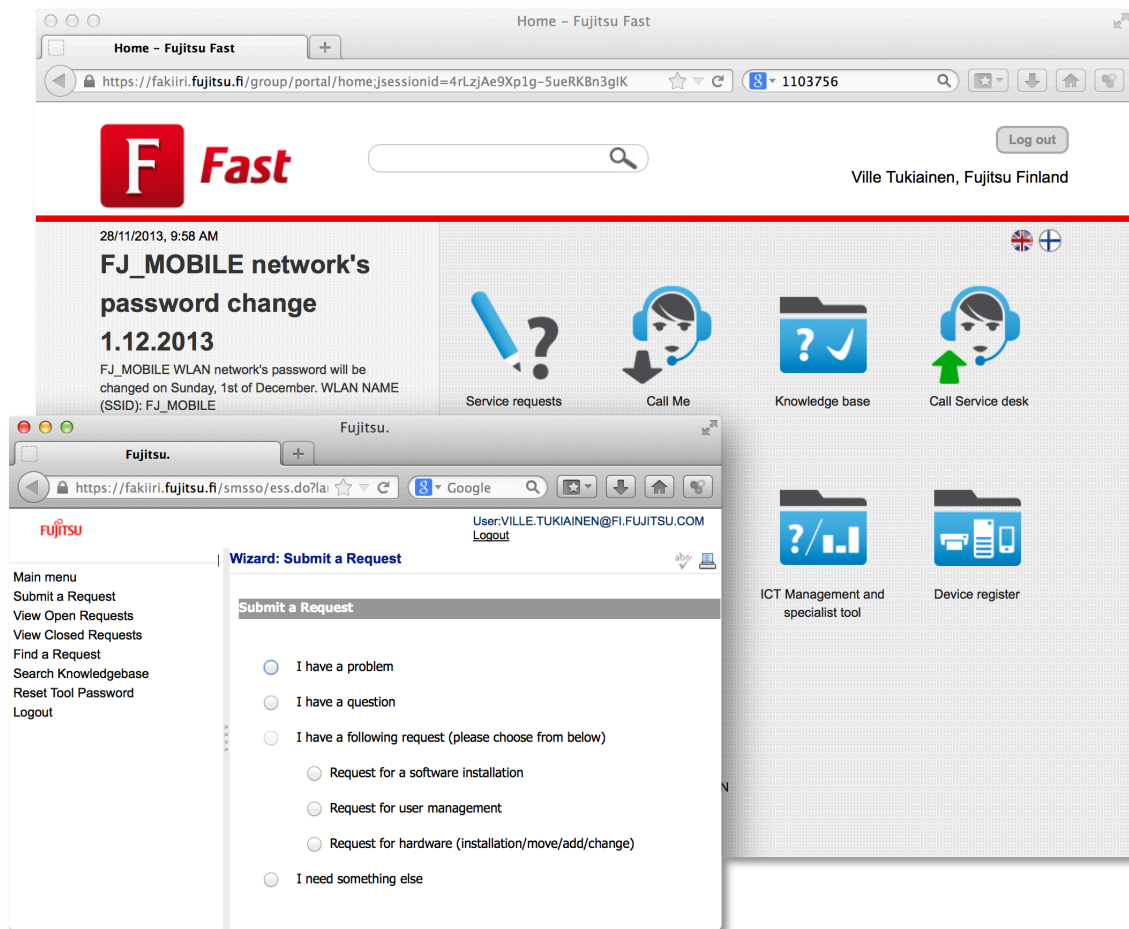 Home – Fujitsu Fast
Home – Fujitsu Fast
https://fakiiri.fujitsu.fi/group/portal/home;jsessionid=4rLzjAe9Xp1g-5ueRKBn3gIK
8 1103756
F Fast
Log out
Ville Tukiainen, Fujitsu Finland
28/11/2013, 9:58 AM
FJ_MOBILE network's
password change
1.12.2013
FJ_MOBILE WLAN network's password will be
changed on Sunday, 1st of December. WLAN NAME
(SSID): FJ_MOBILE
Service requests
Call Me
Knowledge base
Call Service desk
ICT Management and
specialist tool
Device register
N
Fujitsu.
Fujitsu.
https://fakiiri.fujitsu.fi/smsso/ess.do?la
8 Google
FUJITSU
User:VILLE.TUKIAINEN@FI.FUJITSU.COM
Logout
Main menu
Submit a Request
View Open Requests
View Closed Requests
Find a Request
Search Knowledgebase
Reset Tool Password
Logout
Wizard: Submit a Request
abc
Submit a Request
I have a problem
I have a question
I have a following request (please choose from below)
Request for a software installation
Request for user management
Request for hardware (installation/move/add/change)
I need something else